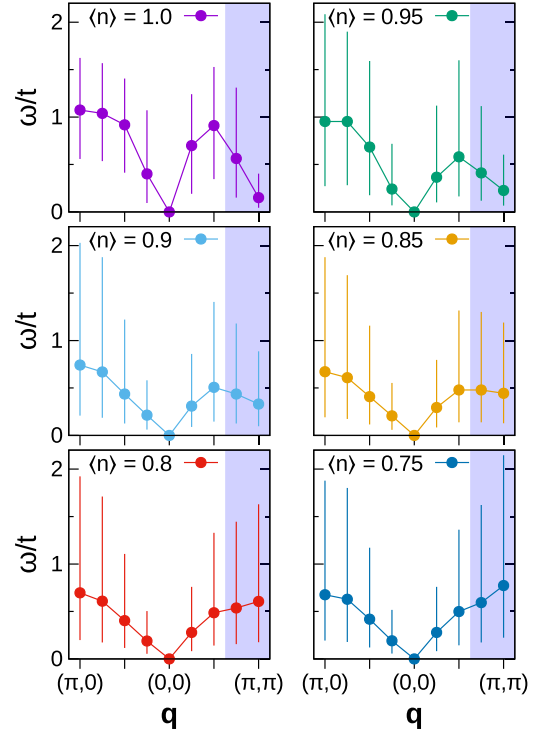 ⟨n⟩ = 1.0
⟨n⟩ = 0.95
2
1
0
ω/t
⟨n⟩ = 0.9
⟨n⟩ = 0.85
2
1
0
ω/t
⟨n⟩ = 0.8
⟨n⟩ = 0.75
2
1
0
ω/t
(π,0) (0,0) (π,π)
(π,0) (0,0) (π,π)
q
q